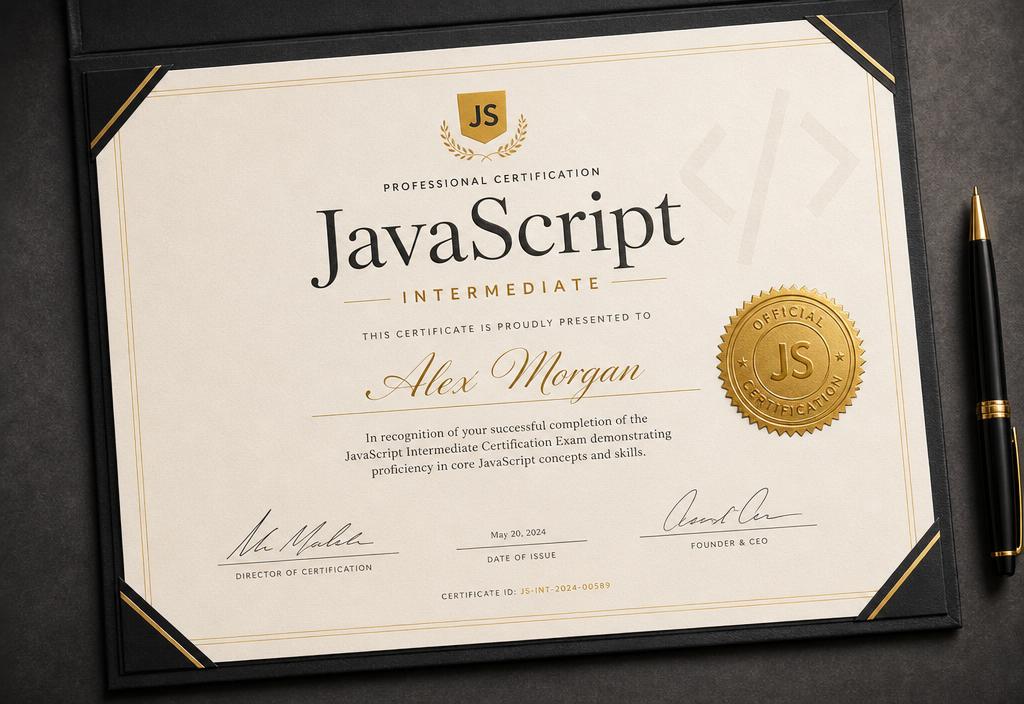 JS
PROFESSIONAL CERTIFICATION
JavaScript
INTERMEDIATE
THIS CERTIFICATE IS PROUDLY PRESENTED TO
Alex Morgan
In recognition of your successful completion of the
JavaScript Intermediate Certification Exam demonstrating
proficiency in core JavaScript concepts and skills.
OFFICIAL
JS
CERTIFICATION
DIRECTOR OF CERTIFICATION
May 20, 2024
DATE OF ISSUE
FOUNDER & CEO
CERTIFICATE ID: JS-INT-2024-00589